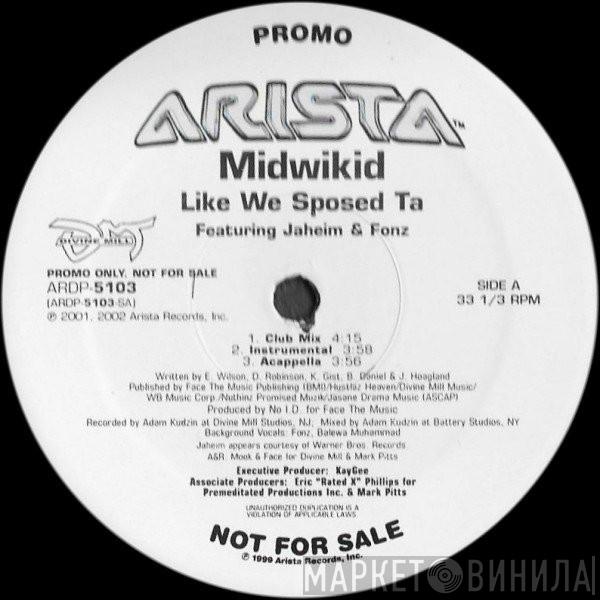 PROMO
ARISTA™
Midwikid
Like We Sposed Ta
Featuring Jaheim & Fonz
DMT
DIVINE MILL
PROMO ONLY. NOT FOR SALE
ARDP-5103
(ARDP-5103-SA)
℗ 2001, 2002 Arista Records, Inc.
SIDE A
33 1/3 RPM
1. Club Mix 4:15
2. Instrumental 3:58
3. Acappella 3:56
Written by E. Wilson, D. Robinson, K. Gist, B. Daniel & J. Hoagland
Published by Face The Music Publishing (BMI)/Hustlaz Heaven/Divine Mill Music/
WB Music Corp./Nuthinz Promised Muzik/Jasane Drama Music (ASCAP)
Produced by No I.D. for Face The Music
Recorded by Adam Kudzin at Divine Mill Studios, NJ; Mixed by Adam Kudzin at Battery Studios, NY
Background Vocals: Fonz, Balewa Muhammad
Jaheim appears courtesy of Warner Bros. Records
A&R: Mook & Face for Divine Mill & Mark Pitts
Executive Producer: KayGee
Associate Producers: Eric "Rated X" Phillips for
Premeditated Productions Inc. & Mark Pitts
UNAUTHORIZED DUPLICATION IS A
VIOLATION OF APPLICABLE LAWS
NOT FOR SALE
℗ 1999 Arista Records, Inc.
МАРКЕТ ВИНИЛА